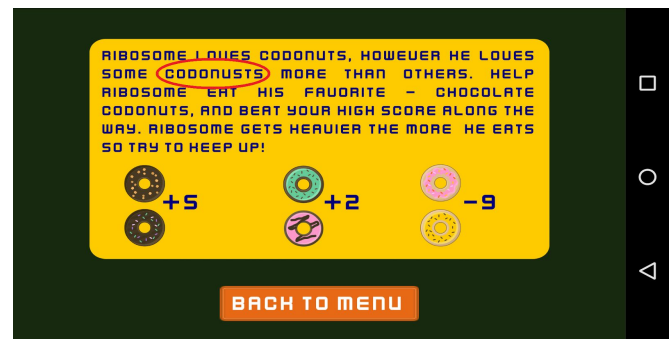 RIBOSOME LOVES CODONUTS, HOWEVER HE LOVES
SOME CODONUSTS MORE THAN OTHERS. HELP
RIBOSOME EAT HIS FAVORITE - CHOCOLATE
CODONUTS, AND BEAT YOUR HIGH SCORE ALONG THE
WAY. RIBOSOME GETS HEAVIER THE MORE HE EATS
SO TRY TO KEEP UP!
+5
+2
-9
BACK TO MENU